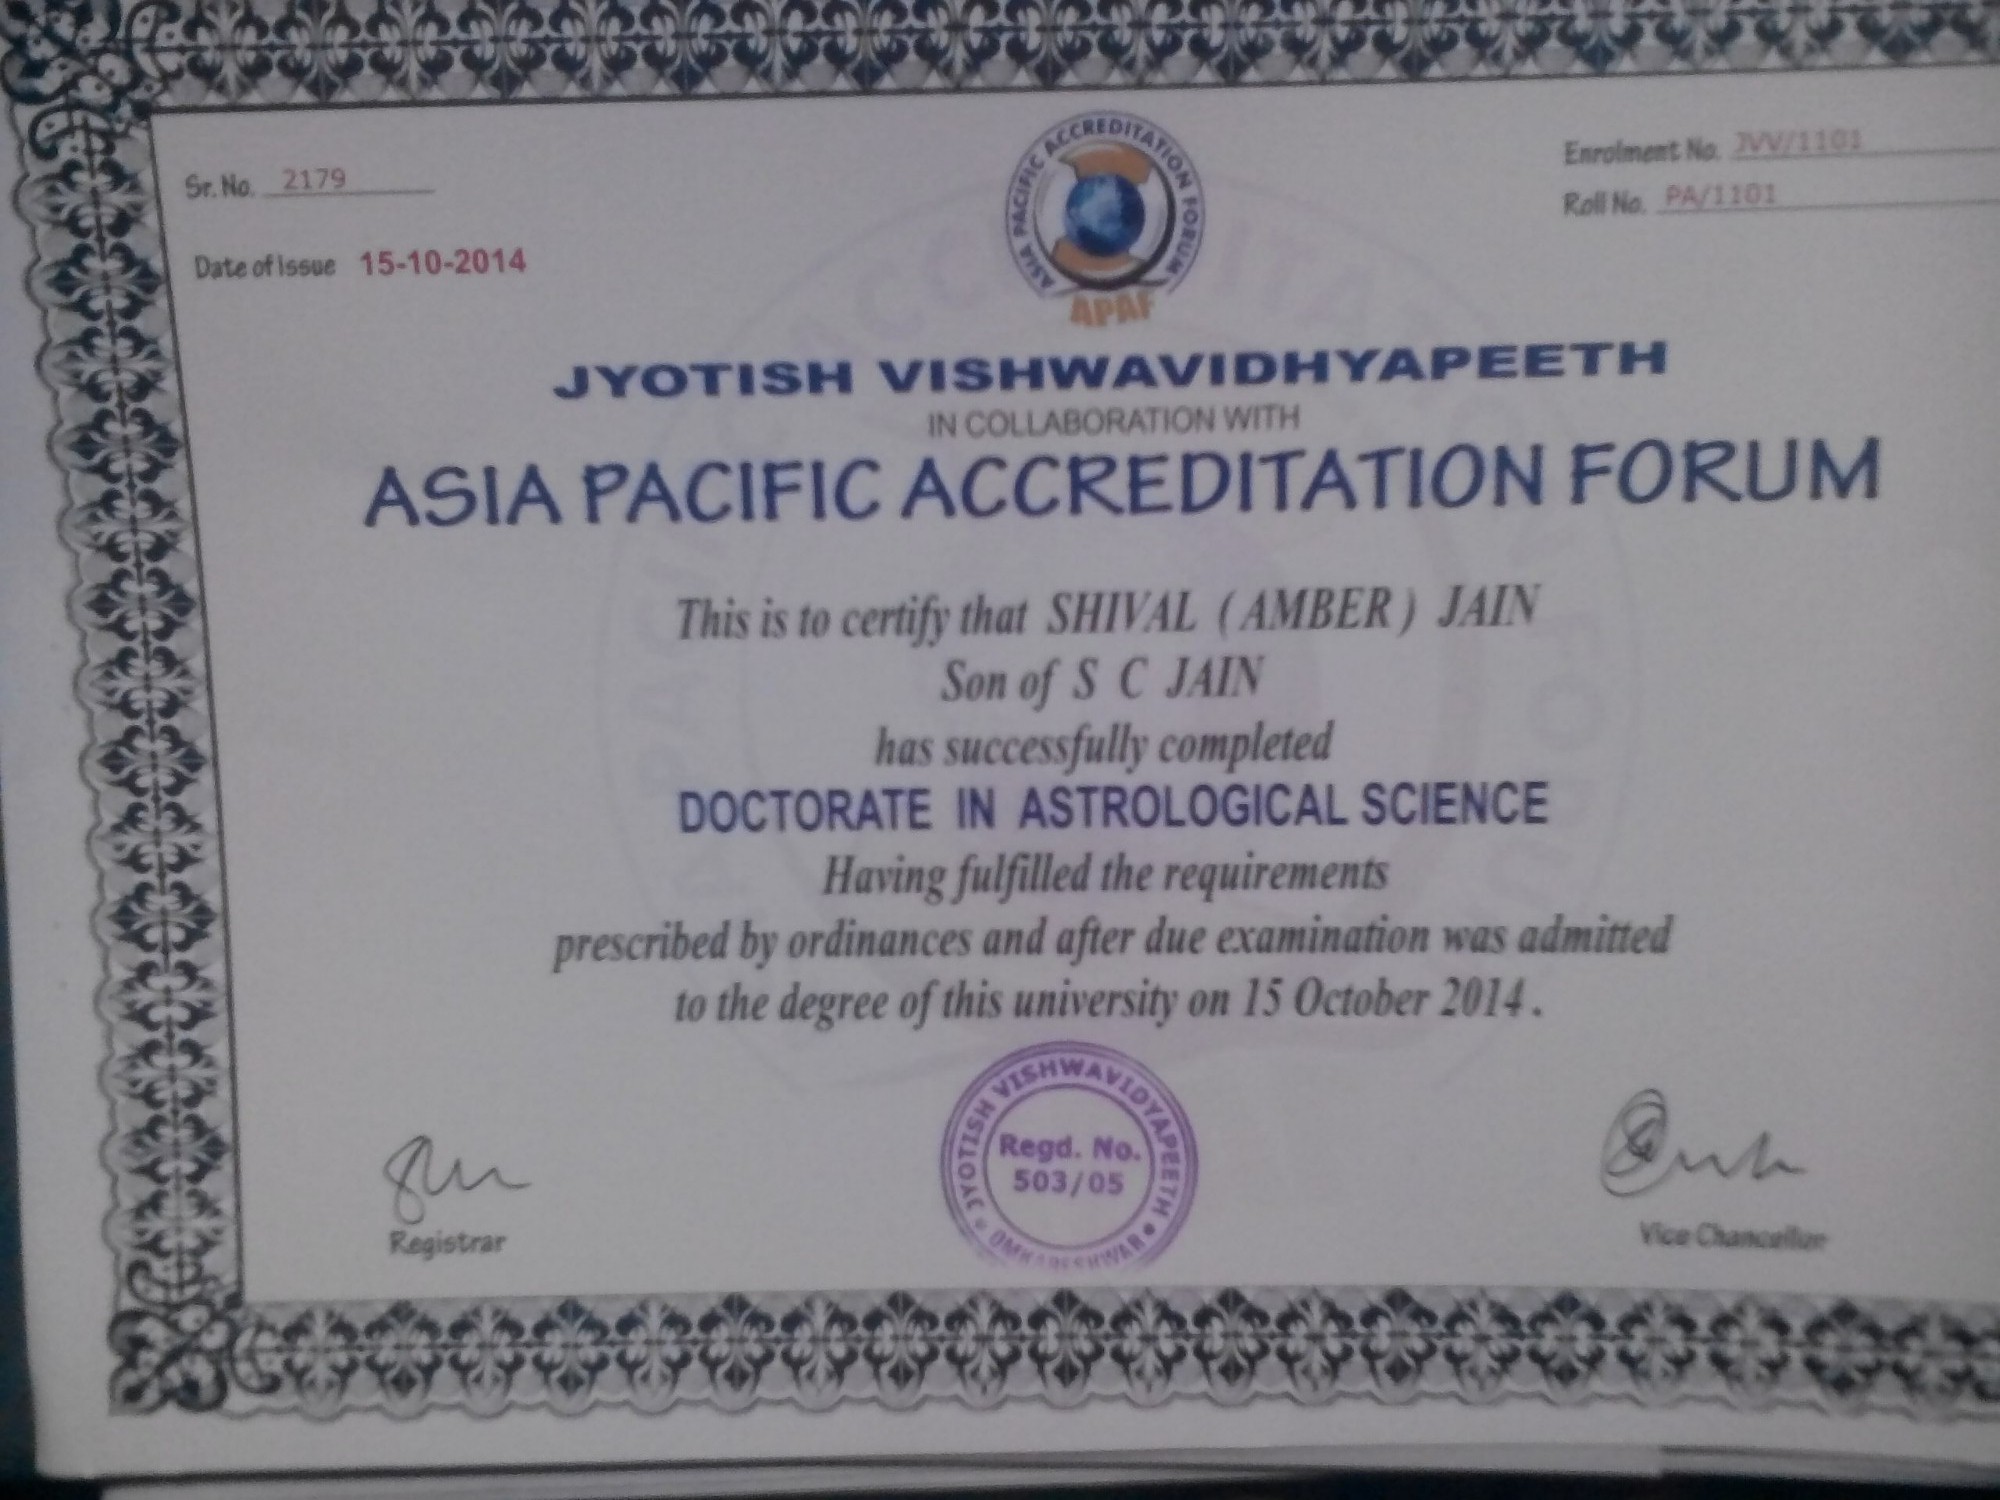 Sr. No. 2179
Enrolment No. JVV/1101
Roll No. PA/1101
Date of Issue 15-10-2014
ASIA PACIFIC ACCREDITATION FORUM
APAF
JYOTISH VISHWAVIDHYAPEETH
IN COLLABORATION WITH
ASIA PACIFIC ACCREDITATION FORUM
This is to certify that SHIVAL ( AMBER ) JAIN
Son of S C JAIN
has successfully completed
DOCTORATE IN ASTROLOGICAL SCIENCE
Having fulfilled the requirements
prescribed by ordinances and after due examination was admitted
to the degree of this university on 15 October 2014 .
JYOTISH VISHWAVIDYAPEETH
Regd. No.
503/05
OMKARESHWAR
Registrar
Vice Chancellor